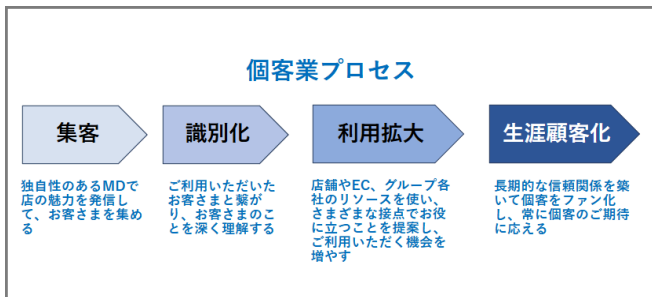 個客業プロセス
集客
識別化
利用拡大
生涯顧客化
独自性のあるMDで
店の魅力を発信し
て、お客さまを集め
る
ご利用いただいた
お客さまと繋が
り、お客さまのこ
とを深く理解する
店舗やEC、グループ各
社のリソースを使い、
さまざまな接点でお役
に立つことを提案し、
ご利用いただく機会を
増やす
長期的な信頼関係を築
いて個客をファン化
し、常に個客のご期待
に応える